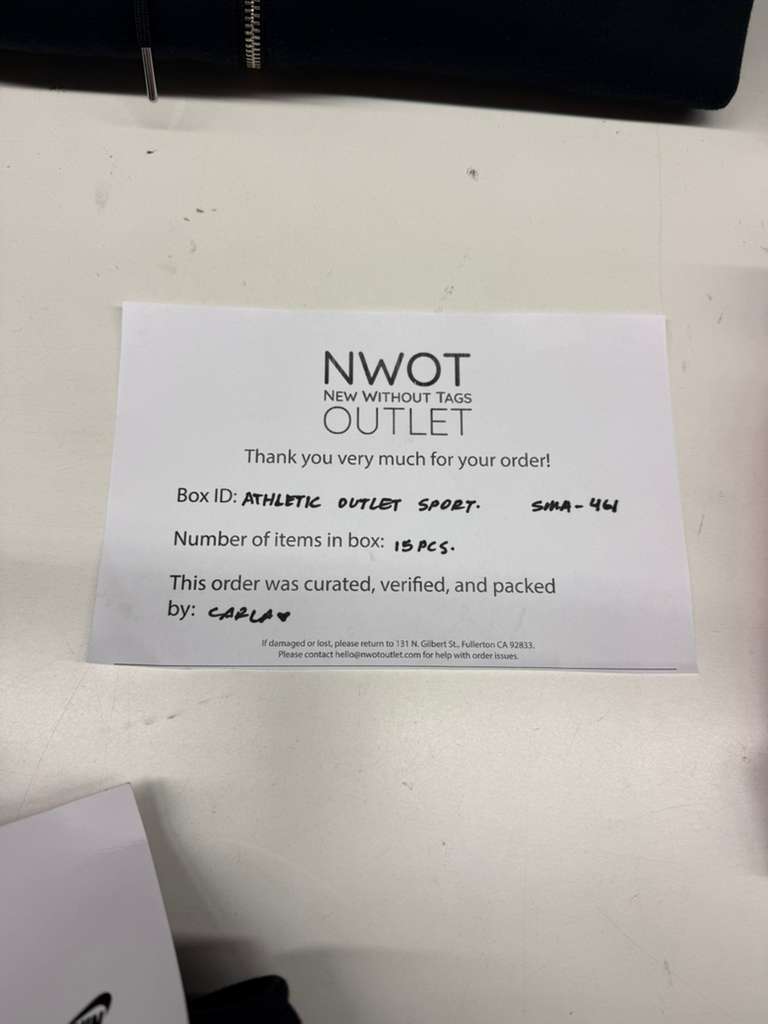 NWOT
NEW WITHOUT TAGS
OUTLET
Thank you very much for your order!
Box ID: ATHLETIC OUTLET SPORT. SMA-461
Number of items in box: 15 PCS.
This order was curated, verified, and packed
by: CARLA♥
If damaged or lost, please return to 131 N. Gilbert St., Fullerton CA 92833.
Please contact hello@nwotoutlet.com for help with order issues.